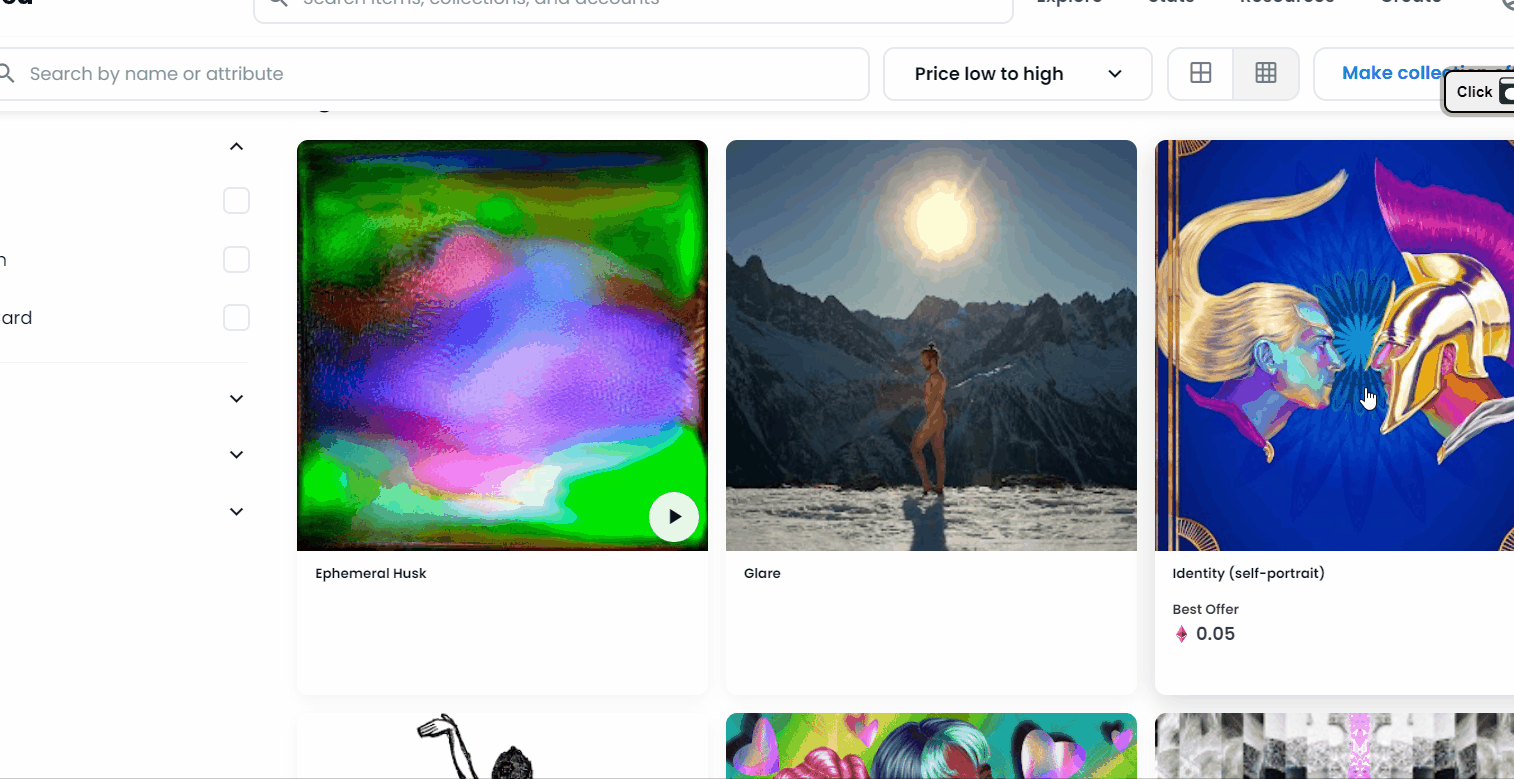 Search items, collections, and accounts
Explore Stats Resources Create
Search by name or attribute
Price low to high
Make collection
Click
ard
Ephemeral Husk
Glare
Identity (self-portrait)
Best Offer
0.05